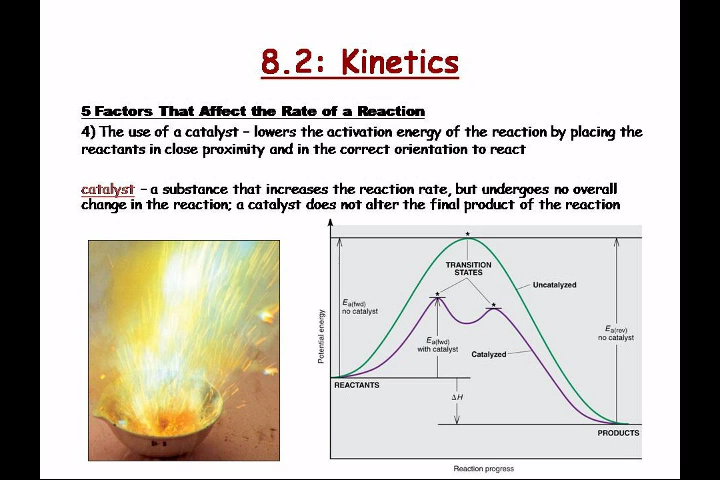 8.2: Kinetics
5 Factors That Affect the Rate of a Reaction
4) The use of a catalyst – lowers the activation energy of the reaction by placing the
reactants in close proximity and in the correct orientation to react
catalyst – a substance that increases the reaction rate, but undergoes no overall
change in the reaction; a catalyst does not alter the final product of the reaction
TRANSITION
STATES
Uncatalyzed
Ea(fwd)
no catalyst
Ea(rev)
no catalyst
Potential energy
Ea(fwd)
with catalyst
Catalyzed
REACTANTS
ΔH
PRODUCTS
Reaction progress